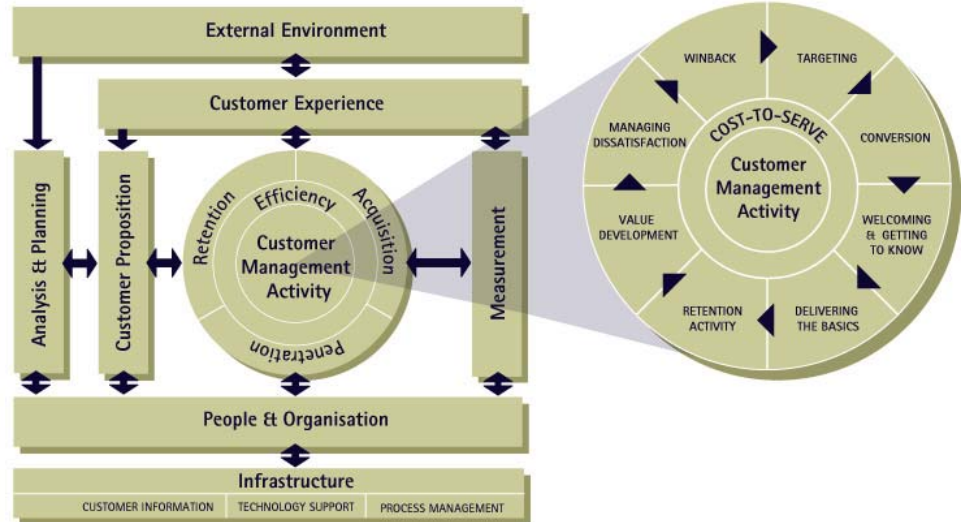 External Environment
Customer Experience
Analysis & Planning
Customer Proposition
Retention
Efficiency
Acquisition
Customer
Management
Activity
Penetration
Measurement
People & Organisation
Infrastructure
CUSTOMER INFORMATION
TECHNOLOGY SUPPORT
PROCESS MANAGEMENT
WINBACK
TARGETING
MANAGING
DISSATISFACTION
COST-TO-SERVE
CONVERSION
Customer
Management
Activity
VALUE
DEVELOPMENT
WELCOMING
& GETTING
TO KNOW
RETENTION
ACTIVITY
DELIVERING
THE BASICS